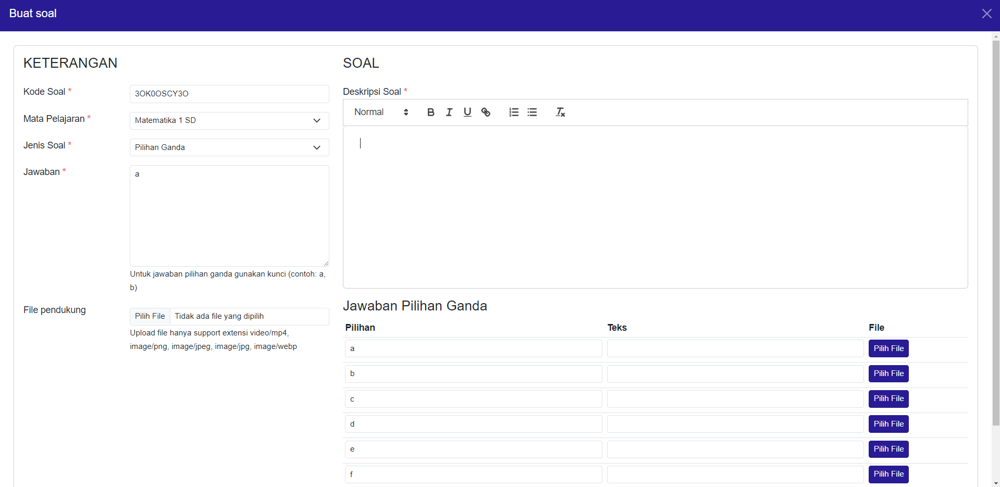 Buat soal
KETERANGAN
Kode Soal *
3OK0OSCY3O
Mata Pelajaran *
Matematika 1 SD
Jenis Soal *
Pilihan Ganda
Jawaban *
a
Untuk jawaban pilihan ganda gunakan kunci (contoh: a,
b)
File pendukung
Pilih File Tidak ada file yang dipilih
Upload file hanya support extensi video/mp4,
image/png, image/jpeg, image/jpg, image/webp
SOAL
Deskripsi Soal *
Normal
Jawaban Pilihan Ganda
Pilihan Teks File
a Pilih File
b Pilih File
c Pilih File
d Pilih File
e Pilih File
f Pilih File